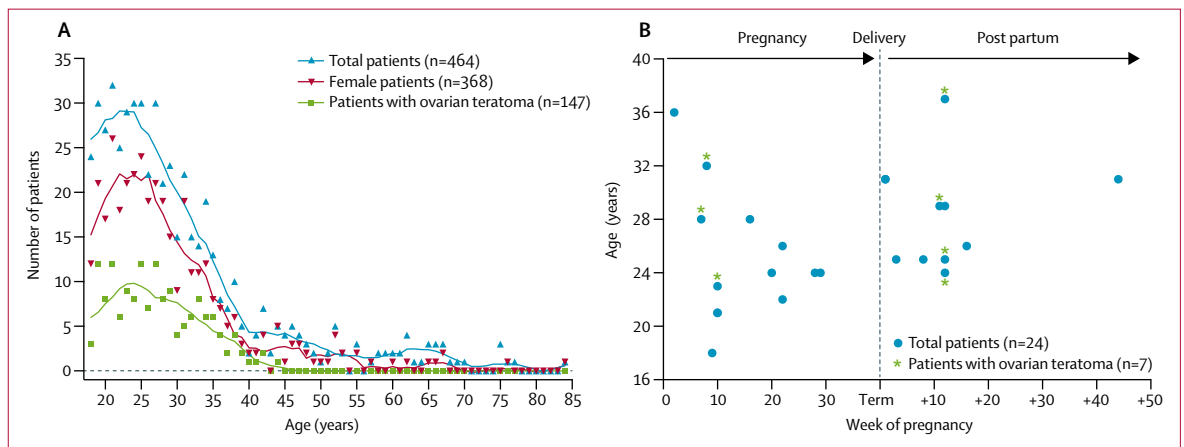 A
35
30
25
20
15
10
5
0
Number of patients
Total patients (n=464)
Female patients (n=368)
Patients with ovarian teratoma (n=147)
20 25 30 35 40 45 50 55 60 65 70 75 80 85
Age (years)
B
Pregnancy Delivery Post partum
40
36
32
28
24
20
16
Age (years)
* Patients with ovarian teratoma (n=7)
Total patients (n=24)
0 10 20 30 Term +10 +20 +30 +40 +50
Week of pregnancy